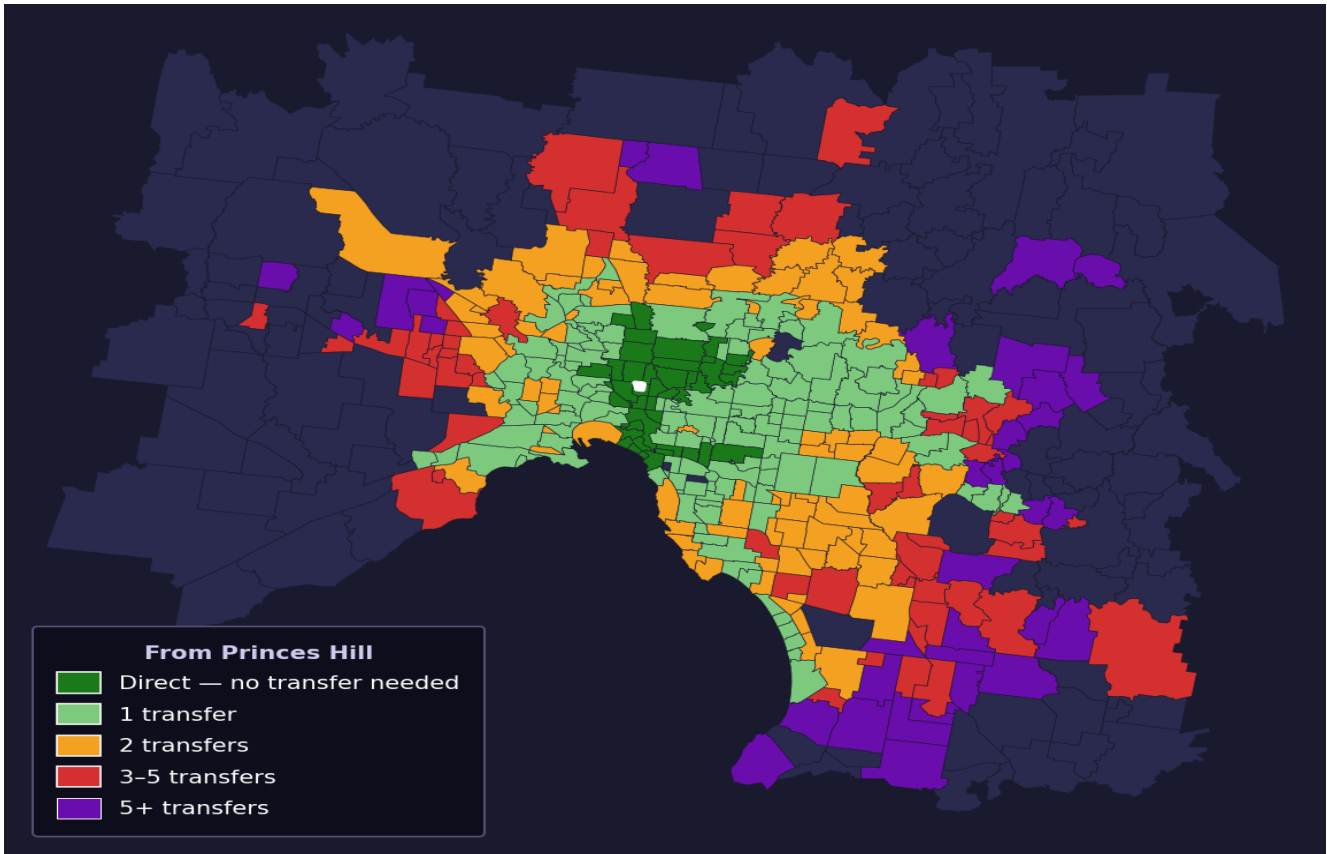 From Princes Hill
Direct — no transfer needed
1 transfer
2 transfers
3–5 transfers
5+ transfers